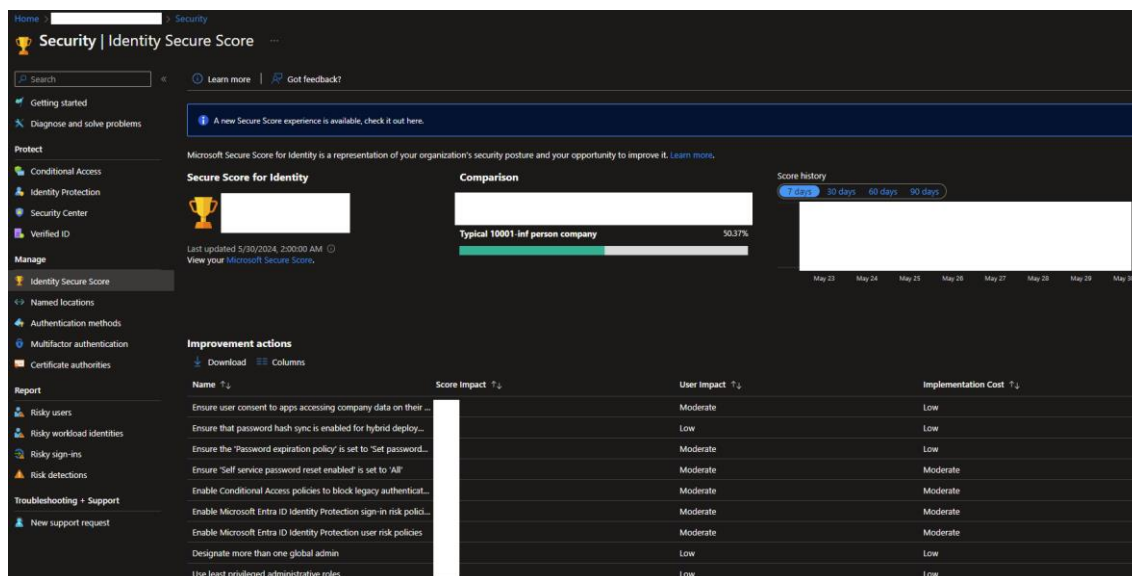 Home > > Security
Security | Identity Secure Score ...
Search «
Getting started
Diagnose and solve problems
Protect
Conditional Access
Identity Protection
Security Center
Verified ID
Manage
Identity Secure Score
Named locations
Authentication methods
Multifactor authentication
Certificate authorities
Report
Risky users
Risky workload identities
Risky sign-ins
Risk detections
Troubleshooting + Support
New support request
Learn more | Got feedback?
A new Secure Score experience is available, check it out here.
Microsoft Secure Score for Identity is a representation of your organization's security posture and your opportunity to improve it. Learn more.
Secure Score for Identity
Last updated 5/30/2024, 2:00:00 AM
View your Microsoft Secure Score.
Comparison
Typical 10001-inf person company 50.37%
Score history
7 days 30 days 60 days 90 days
May 23 May 24 May 25 May 26 May 27 May 28 May 29 May 30
Improvement actions
Download Columns
Name ↑↓ Score Impact ↑↓ User Impact ↑↓ Implementation Cost ↑↓
Ensure user consent to apps accessing company data on their ... Moderate Low
Ensure that password hash sync is enabled for hybrid deploy... Low Low
Ensure the 'Password expiration policy' is set to 'Set password... Moderate Low
Ensure 'Self service password reset enabled' is set to 'All' Moderate Moderate
Enable Conditional Access policies to block legacy authenticat... Moderate Moderate
Enable Microsoft Entra ID Identity Protection sign-in risk polici... Moderate Moderate
Enable Microsoft Entra ID Identity Protection user risk policies Moderate Moderate
Designate more than one global admin Low Low
Use least privileged administrative roles Low Low